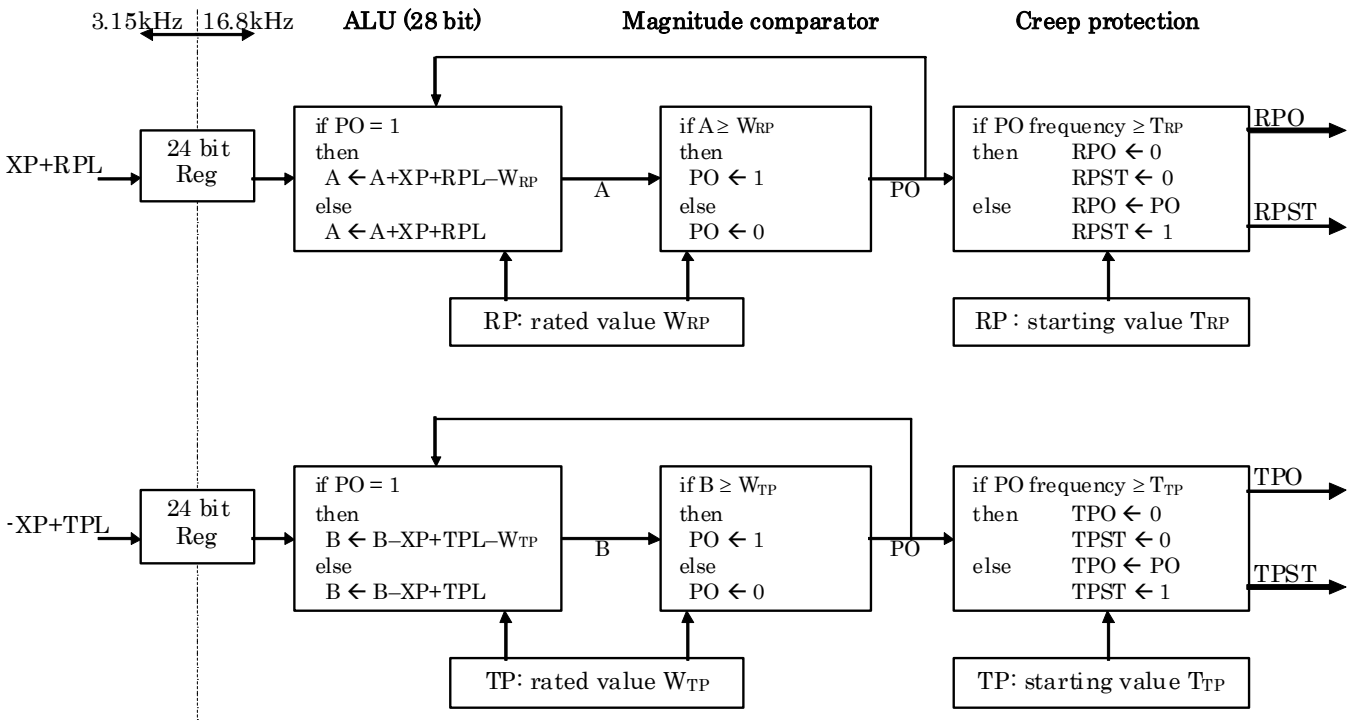 3.15kHz 16.8kHz ALU (28 bit) Magnitude comparator Creep protection
XP+RPL
24 bit
Reg
if PO = 1
then
A ← A+XP+RPL–WRP
else
A ← A+XP+RPL
A
if A ≥ WRP
then
PO ← 1
else
PO ← 0
PO
if PO frequency ≥ TRP
then RPO ← 0
RPST ← 0
else RPO ← PO
RPST ← 1
RPO
RPST
RP: rated value WRP
RP : starting value TRP
-XP+TPL
24 bit
Reg
if PO = 1
then
B ← B–XP+TPL–WTP
else
B ← B–XP+TPL
B
if B ≥ WTP
then
PO ← 1
else
PO ← 0
PO
if PO frequency ≥ TTP
then TPO ← 0
TPST ← 0
else TPO ← PO
TPST ← 1
TPO
TPST
TP: rated value WTP
TP: starting value TTP